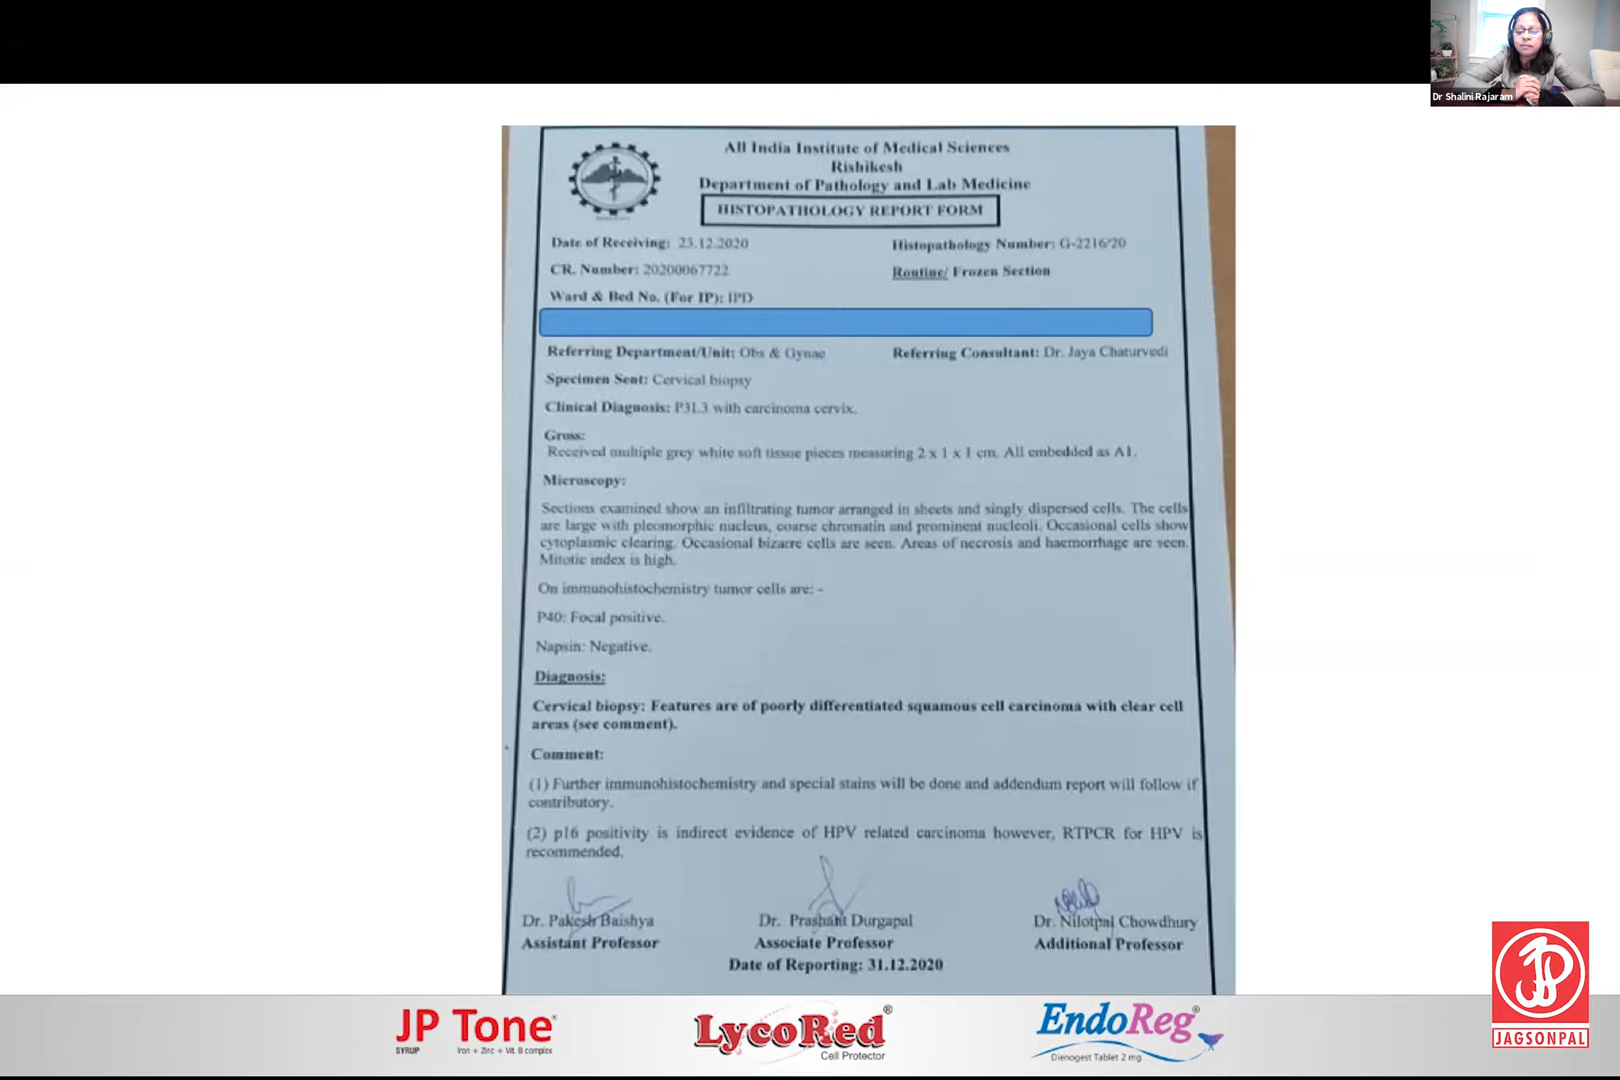 Dr Shalini Rajaram
All India Institute of Medical Sciences
Rishikesh
Department of Pathology and Lab Medicine
HISTOPATHOLOGY REPORT FORM
Date of Receiving: 23.12.2020
Histopathology Number: G-2216/20
CR. Number: 20200067722
Routine/ Frozen Section
Ward & Bed No. (For IP): IPD
Referring Department/Unit: Obs & Gynae
Referring Consultant: Dr. Jaya Chaturvedi
Specimen Sent: Cervical biopsy
Clinical Diagnosis: P3L3 with carcinoma cervix.
Gross:
Received multiple grey white soft tissue pieces measuring 2 x 1 x 1 cm. All embedded as A1.
Microscopy:
Sections examined show an infiltrating tumor arranged in sheets and singly dispersed cells. The cells
are large with pleomorphic nucleus, coarse chromatin and prominent nucleoli. Occasional cells show
cytoplasmic clearing. Occasional bizarre cells are seen. Areas of necrosis and haemorrhage are seen.
Mitotic index is high.
On immunohistochemistry tumor cells are: -
P40: Focal positive.
Napsin: Negative.
Diagnosis:
Cervical biopsy: Features are of poorly differentiated squamous cell carcinoma with clear cell
areas (see comment).
Comment:
(1) Further immunohistochemistry and special stains will be done and addendum report will follow if
contributory.
(2) p16 positivity is indirect evidence of HPV related carcinoma however, RTPCR for HPV is
recommended.
Dr. Pakesh Baishya
Dr. Prashant Durgapal
Dr. Nilotpal Chowdhury
Assistant Professor
Associate Professor
Additional Professor
Date of Reporting: 31.12.2020
JP Tone
SYRUP
Iron + Zinc + Vit. B complex
LycoRed®
Cell Protector
EndoReg®
Dienogest Tablet 2 mg
JAGSONPAL